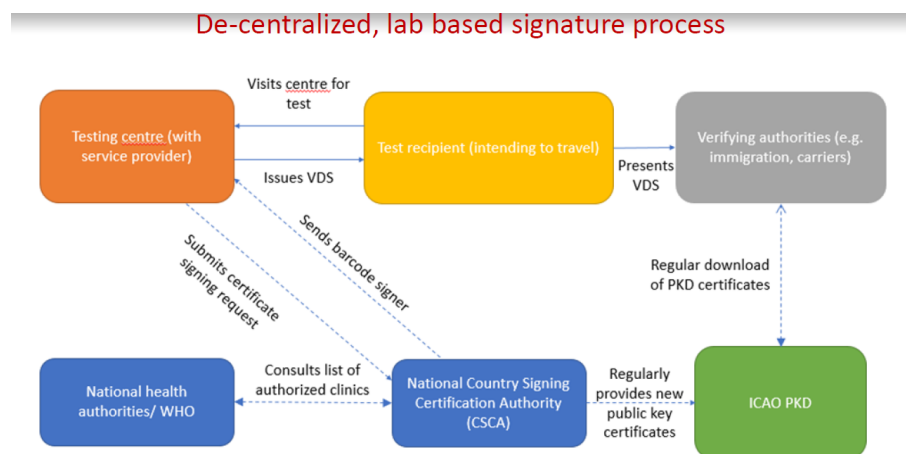 De-centralized, lab based signature process
Visits centre for
test
Testing centre (with
service provider)
Test recipient (intending to travel)
Verifying authorities (e.g.
immigration, carriers)
Issues VDS
Presents
VDS
Sends barcode signer
Submits certificate
signing request
Regular download
of PKD certificates
National health
authorities/ WHO
Consults list of
authorized clinics
National Country Signing
Certification Authority
(CSCA)
Regularly
provides new
public key
certificates
ICAO PKD